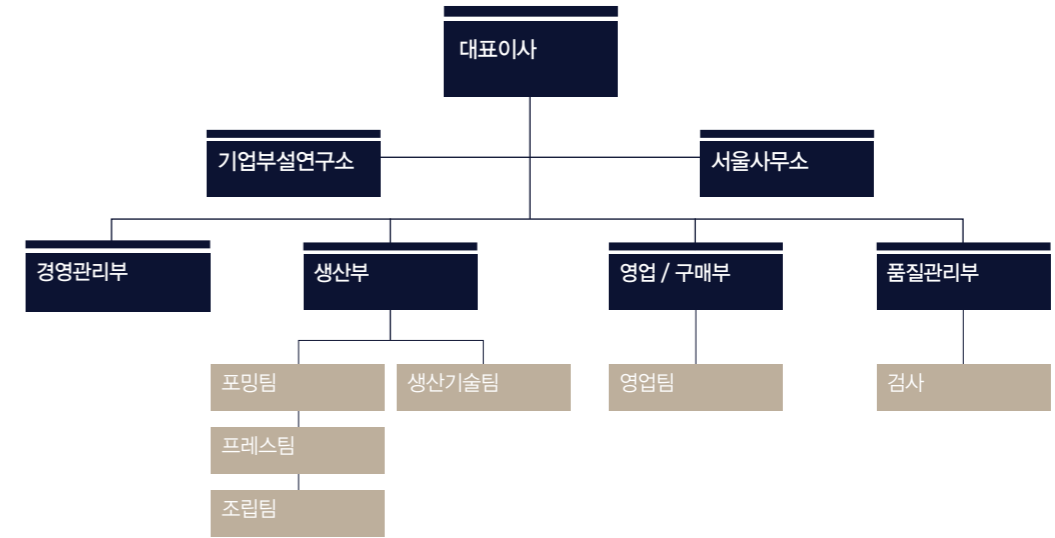 대표이사
기업부설연구소
서울사무소
경영관리부
생산부
영업 / 구매부
품질관리부
포밍팀
생산기술팀
영업팀
검사
프레스팀
조립팀